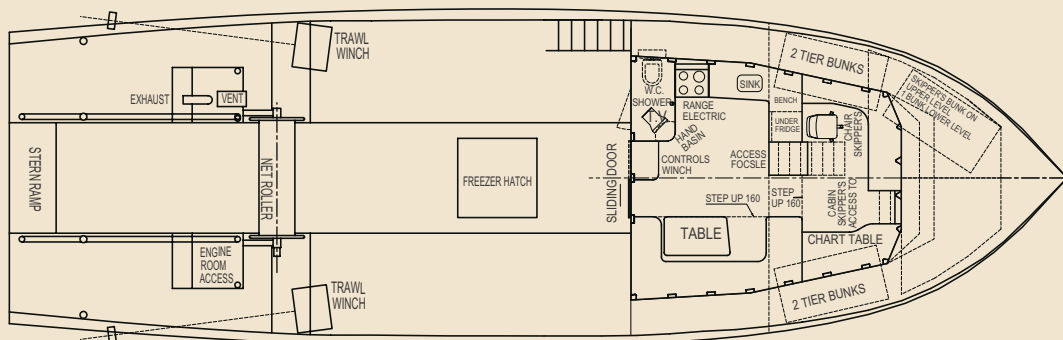 TRAWL
WINCH
EXHAUST
VENT
STERN RAMP
NET ROLLER
ENGINE
ROOM
ACCESS
TRAWL
WINCH
FREEZER HATCH
SLIDING DOOR
W.C.
SHOWER
HAND
BASIN
RANGE
ELECTRIC
SINK
CONTROLS
WINCH
2 TIER BUNKS
BENCH
UNDER
FRIDGE
CHAIR
SKIPPER'S
ACCESS
FOCSLE
STEP UP 160
STEP
UP 160
CABIN
SKIPPER'S
ACCESS TO
TABLE
CHART TABLE
2 TIER BUNKS
SKIPPER'S BUNK ON
UPPER LEVEL
BUNK LOWER LEVEL